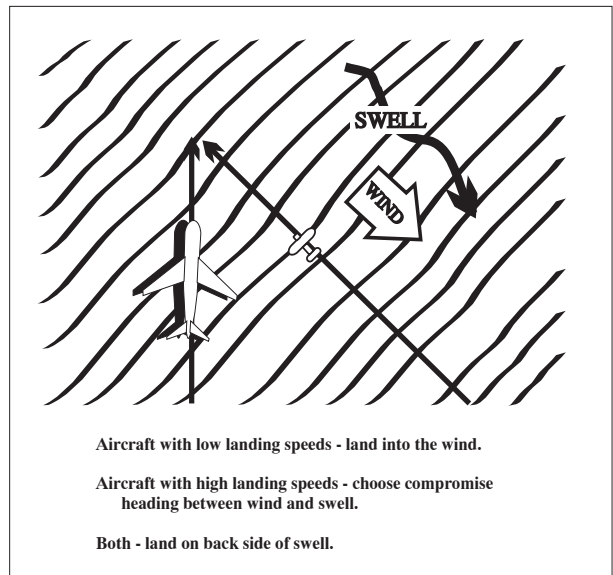 SWELL
WIND
Aircraft with low landing speeds - land into the wind.
Aircraft with high landing speeds - choose compromise
heading between wind and swell.
Both - land on back side of swell.